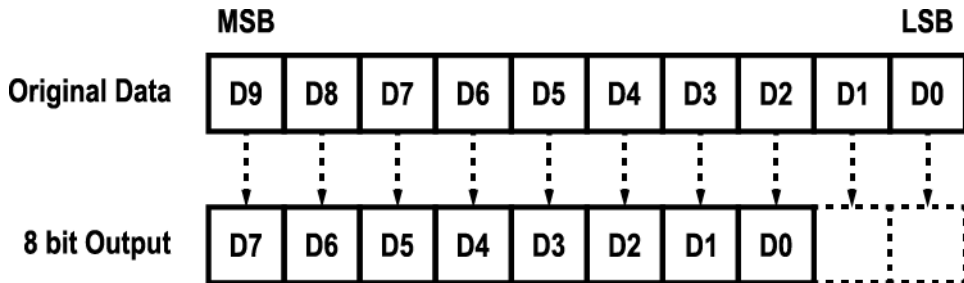 MSB LSB
Original Data D9 D8 D7 D6 D5 D4 D3 D2 D1 D0
8 bit Output D7 D6 D5 D4 D3 D2 D1 D0